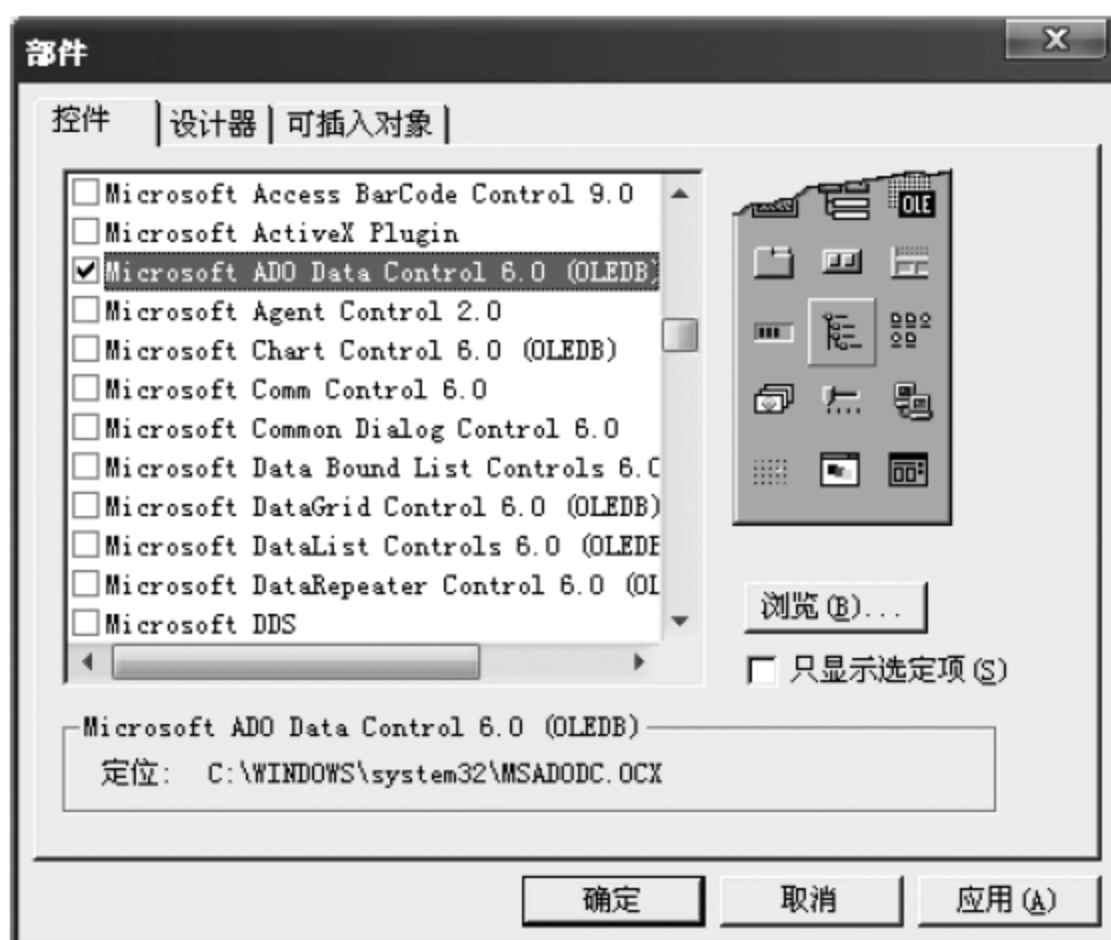 部件
控件 设计器 可插入对象
Microsoft Access BarCode Control 9.0
Microsoft ActiveX Plugin
Microsoft ADO Data Control 6.0 (OLEDB)
Microsoft Agent Control 2.0
Microsoft Chart Control 6.0 (OLEDB)
Microsoft Comm Control 6.0
Microsoft Common Dialog Control 6.0
Microsoft Data Bound List Controls 6.0
Microsoft DataGrid Control 6.0 (OLEDB)
Microsoft DataList Controls 6.0 (OLEDB
Microsoft DataRepeater Control 6.0 (OL
Microsoft DDS
OLE
浏览(B)...
只显示选定项(S)
Microsoft ADO Data Control 6.0 (OLEDB)
定位: C:\WINDOWS\system32\MSADODC.OCX
确定 取消 应用(A)